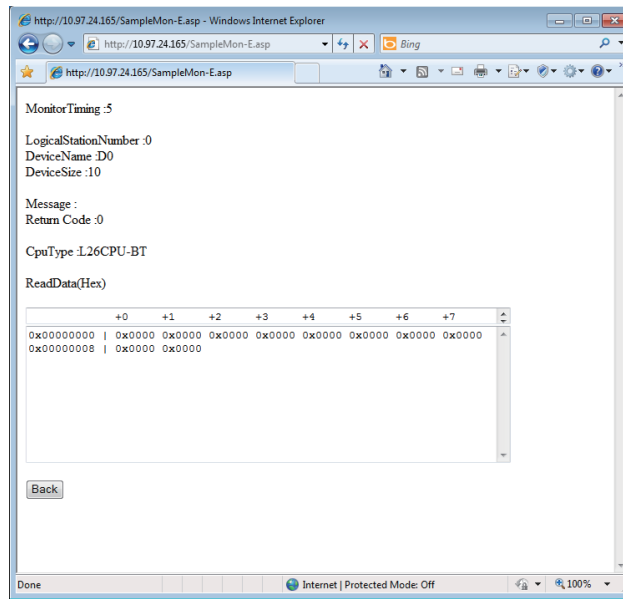 http://10.97.24.165/SampleMon-E.asp - Windows Internet Explorer
http://10.97.24.165/SampleMon-E.asp
Bing
http://10.97.24.165/SampleMon-E.asp
MonitorTiming :5
LogicalStationNumber :0
DeviceName :D0
DeviceSize :10
Message :
Return Code :0
CpuType :L26CPU-BT
ReadData(Hex)
+0 +1 +2 +3 +4 +5 +6 +7
0x00000000 | 0x0000 0x0000 0x0000 0x0000 0x0000 0x0000 0x0000 0x0000
0x00000008 | 0x0000 0x0000
Back
Done
Internet | Protected Mode: Off
100%